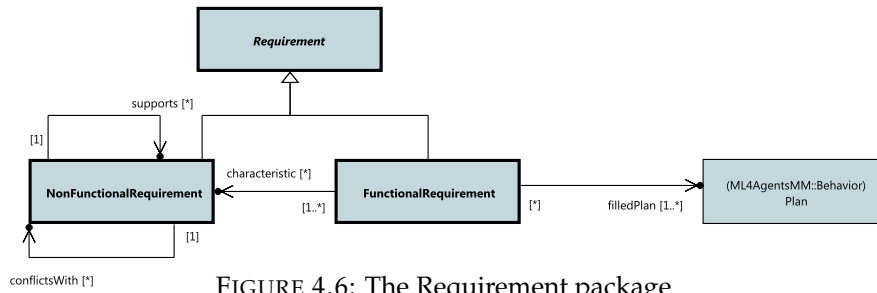 Requirement
supports [*]
[1]
NonFunctionalRequirement
characteristic [*]
[1..*]
FunctionalRequirement
[*]
filledPlan [1..*]
(ML4AgentsMM::Behavior)
Plan
[1]
conflictsWith [*]
FIGURE 4.6: The Requirement package